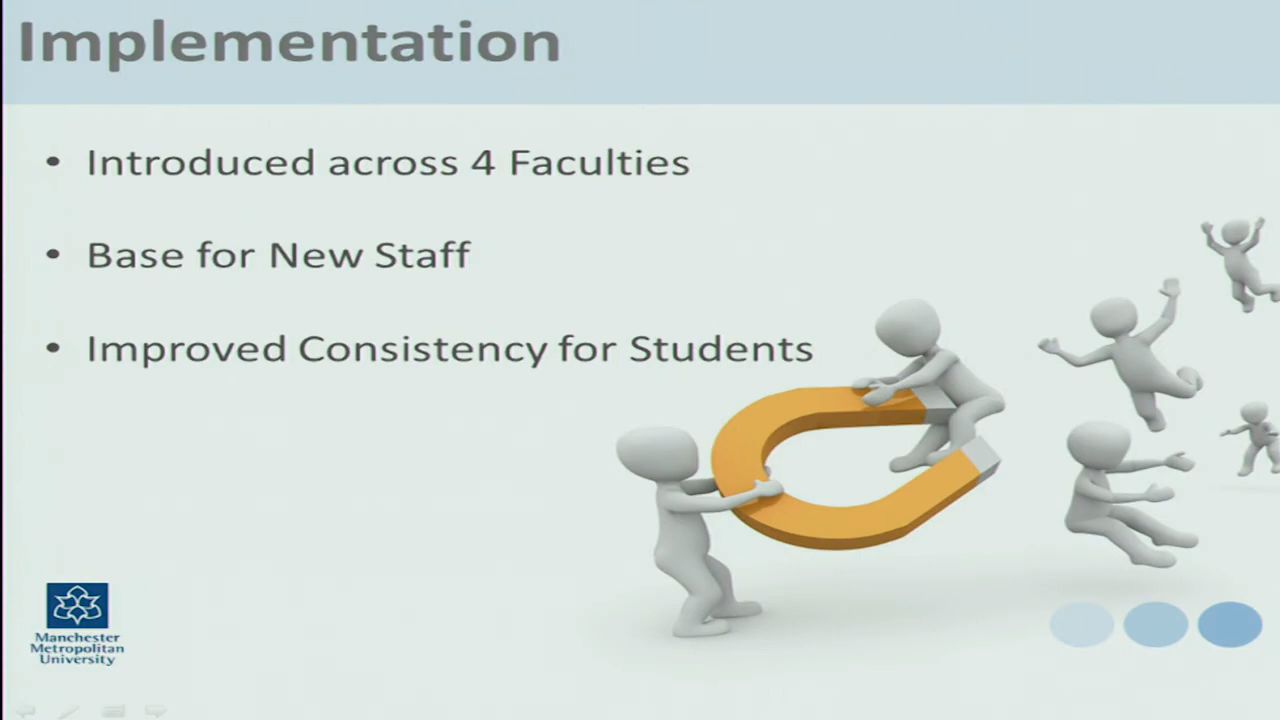 Implementation
• Introduced across 4 Faculties
• Base for New Staff
• Improved Consistency for Students
Manchester
Metropolitan
University